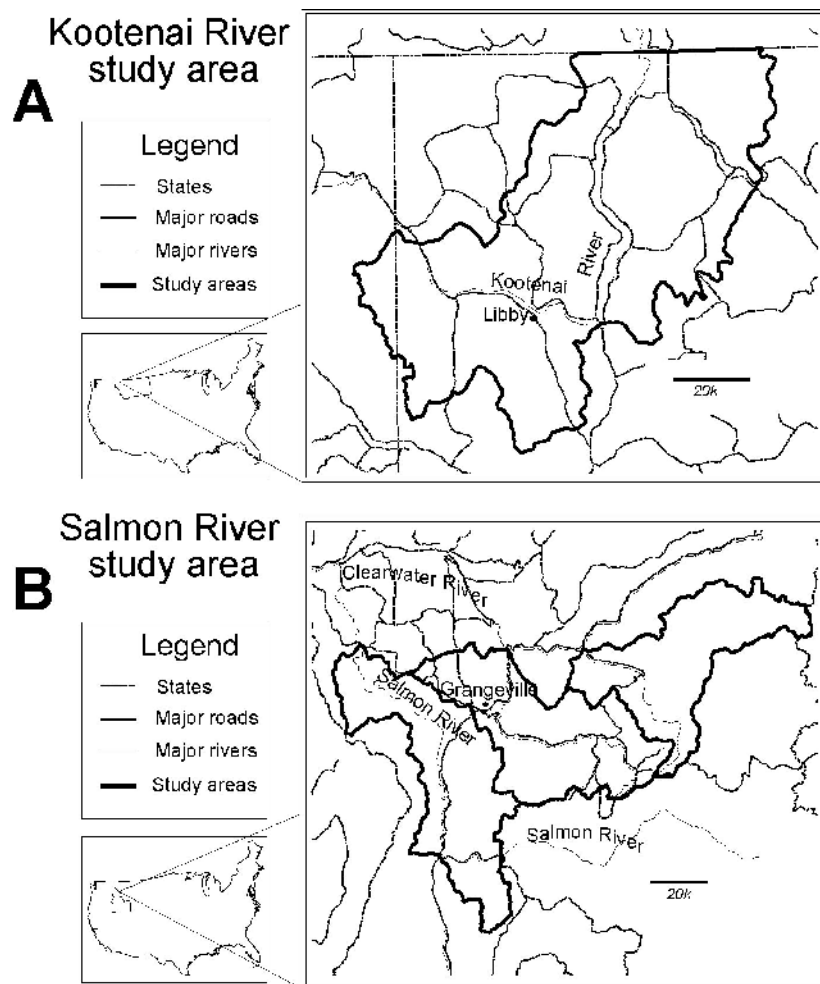 Kootenai River
study area
A
Legend
States
Major roads
Major rivers
Study areas
Kootenai
River
Libby
20k
Salmon River
study area
B
Legend
States
Major roads
Major rivers
Study areas
Clearwater River
Grangeville
Salmon River
Salmon River
20k